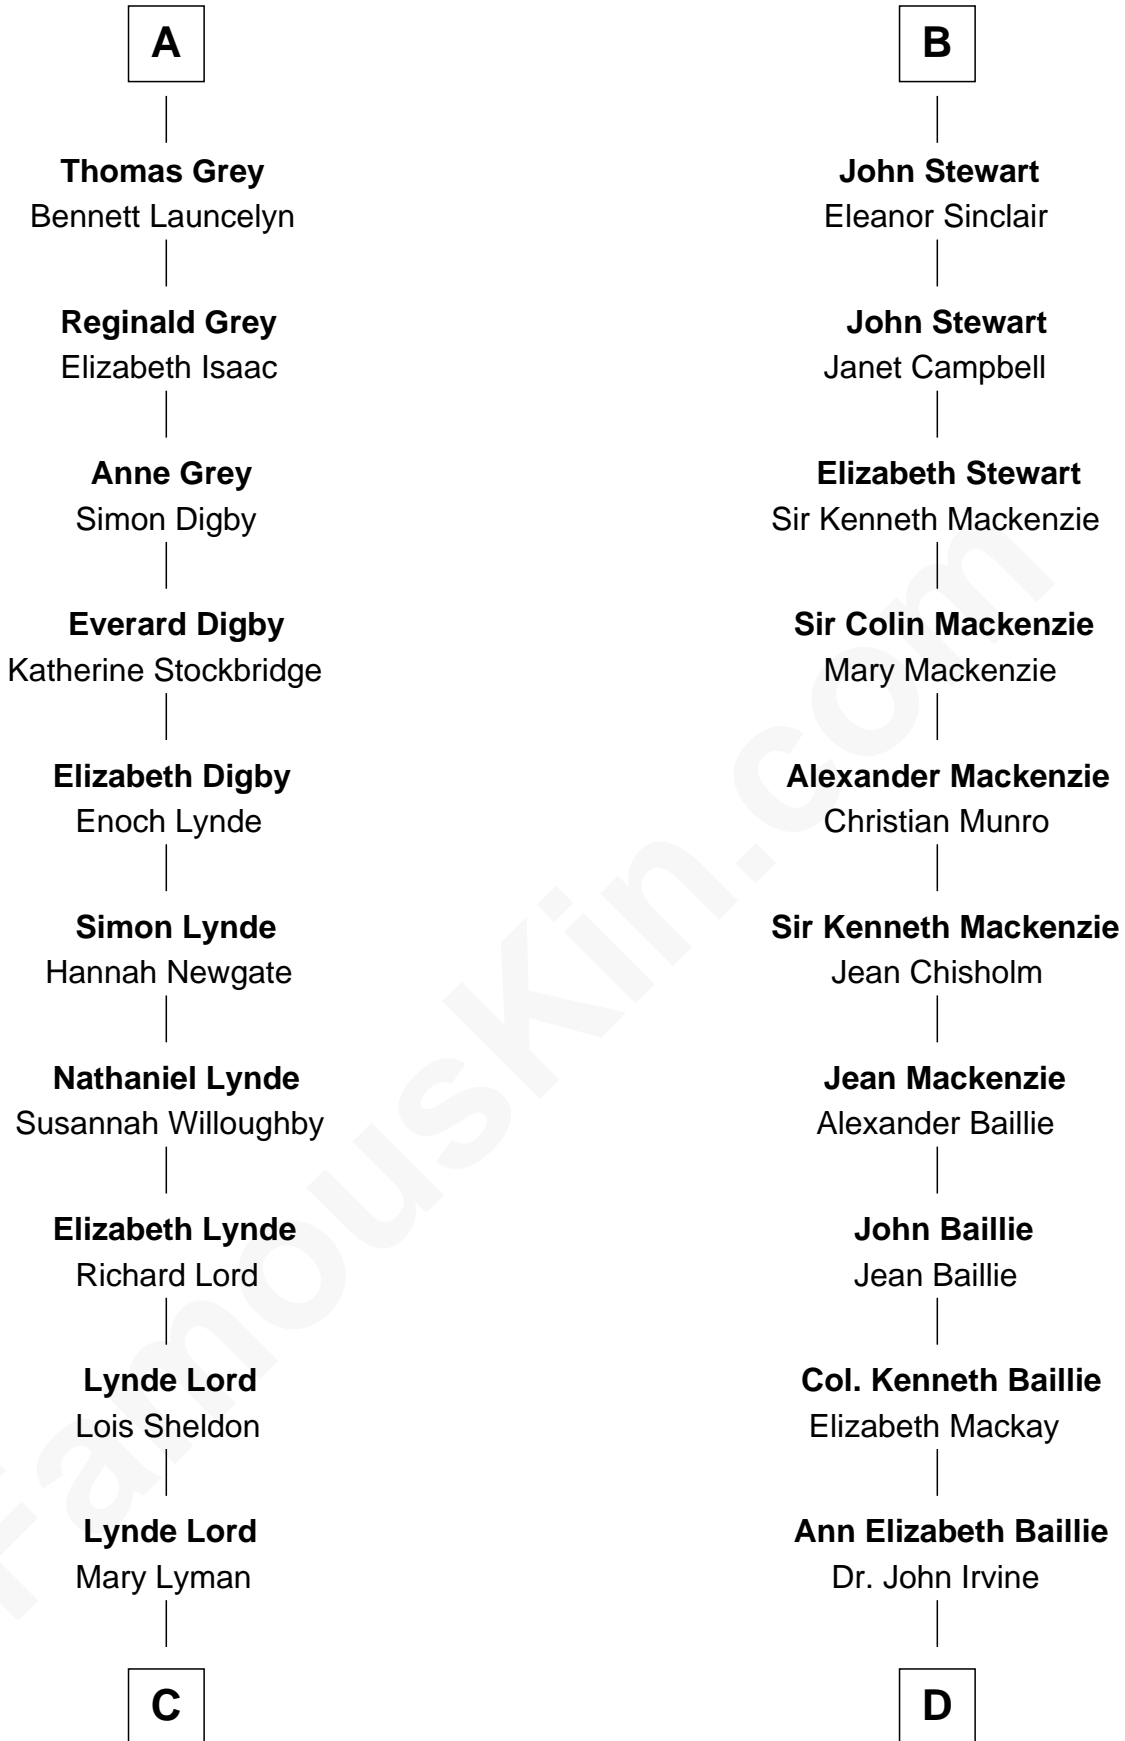 A
Thomas Grey
Bennett Launcelyn
Reginald Grey
Elizabeth Isaac
Anne Grey
Simon Digby
Everard Digby
Katherine Stockbridge
Elizabeth Digby
Enoch Lynde
Simon Lynde
Hannah Newgate
Nathaniel Lynde
Susannah Willoughby
Elizabeth Lynde
Richard Lord
Lynde Lord
Lois Sheldon
Lynde Lord
Mary Lyman
C
B
John Stewart
Eleanor Sinclair
John Stewart
Janet Campbell
Elizabeth Stewart
Sir Kenneth Mackenzie
Sir Colin Mackenzie
Mary Mackenzie
Alexander Mackenzie
Christian Munro
Sir Kenneth Mackenzie
Jean Chisholm
Jean Mackenzie
Alexander Baillie
John Baillie
Jean Baillie
Col. Kenneth Baillie
Elizabeth Mackay
Ann Elizabeth Baillie
Dr. John Irvine
D
FamousKin.com